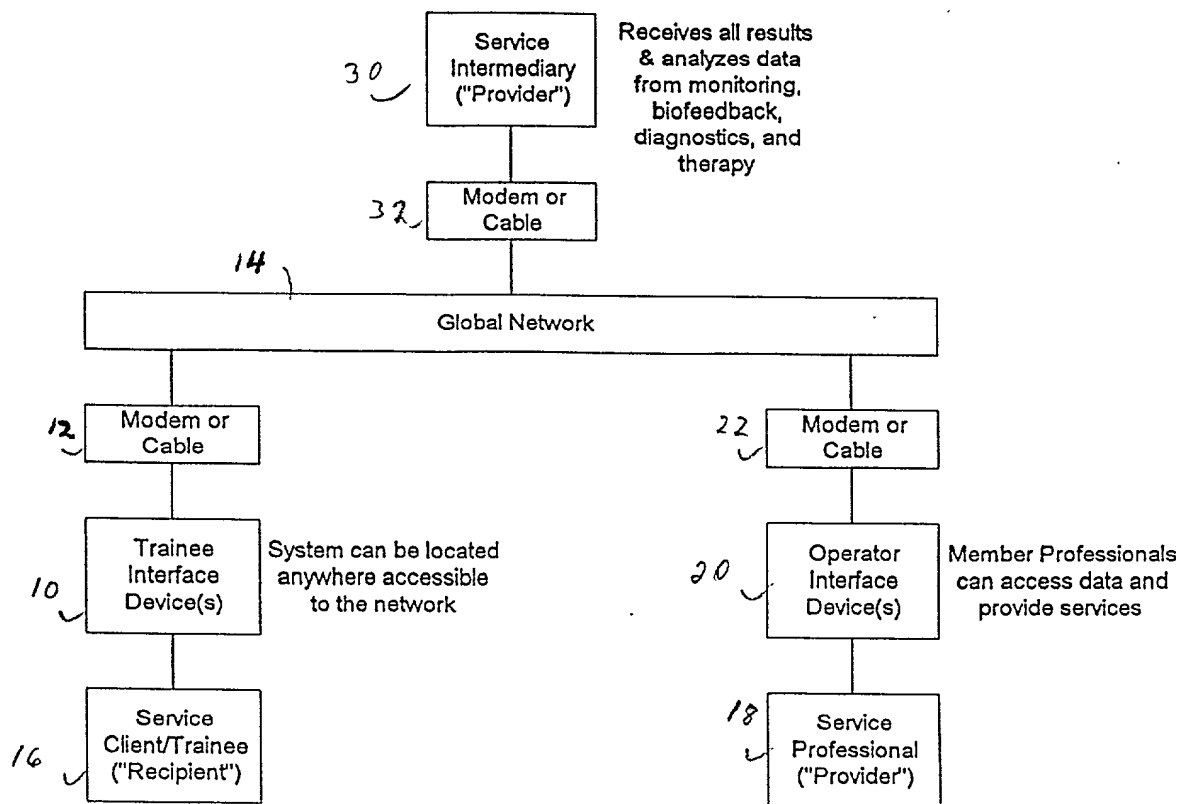 Service
Intermediary
("Provider")
30
Receives all results
& analyzes data
from monitoring,
biofeedback,
diagnostics, and
therapy
Modem or
Cable
32
14
Global Network
Modem or
Cable
12
Modem or
Cable
22
Trainee
Interface
Device(s)
10
System can be located
anywhere accessible
to the network
Operator
Interface
Device(s)
20
Member Professionals
can access data and
provide services
Service
Client/Trainee
("Recipient")
16
Service
Professional
("Provider")
18